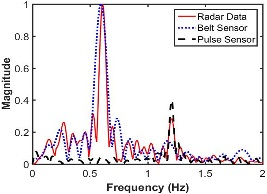 1
Radar Data
Belt Sensor
Pulse Sensor
0.8
0.6
0.4
0.2
0
0 0.5 1 1.5 2
Magnitude
Frequency (Hz)